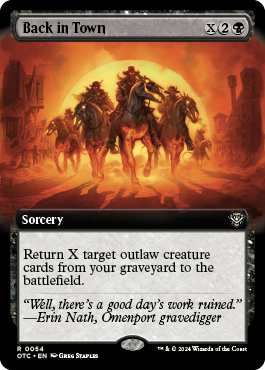 Back in Town X2
Sorcery
Return X target outlaw creature
cards from your graveyard to the
battlefield.
“Well, there’s a good day’s work ruined.”
—Erin Nath, Omenport gravedigger
R 0054
OTC • EN GREG STAPLES
™ & © 2024 Wizards of the Coast